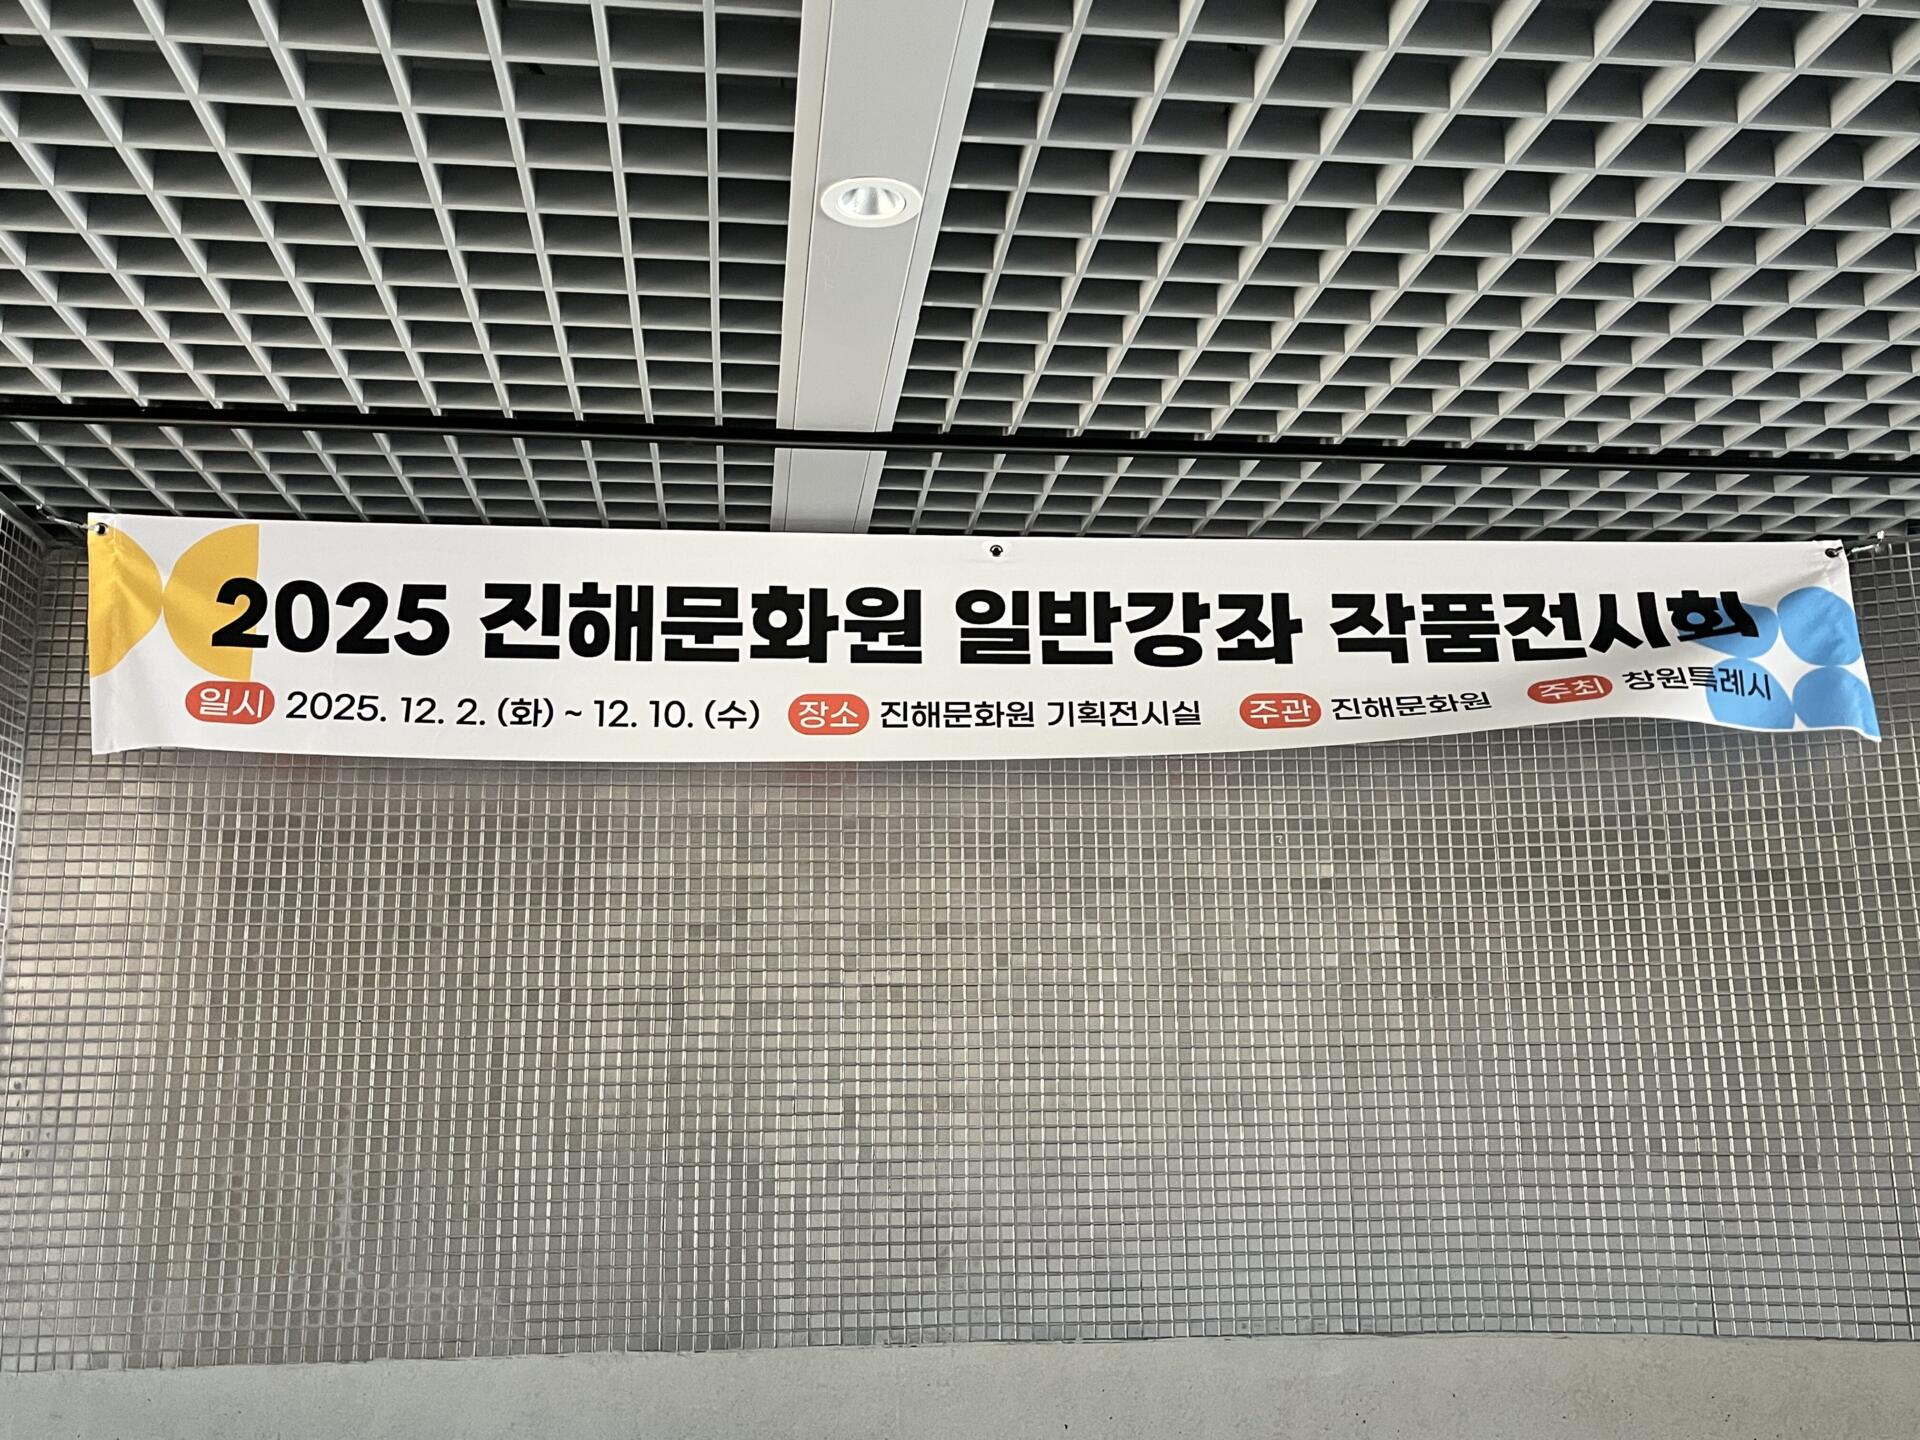 2025 진해문화원 일반강좌 작품전시회
일시 2025. 12. 2. (화) ~ 12. 10. (수) 장소 진해문화원 기획전시실 주관 진해문화원 주최 창원특례시